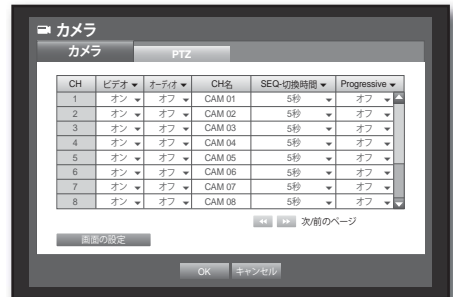 カメラ
カメラ PTZ
CH ビデオ オーディオ CH名 SEQ-切換時間 Progressive
1 オン オフ CAM 01 5秒 オフ
2 オン オフ CAM 02 5秒 オフ
3 オン オフ CAM 03 5秒 オフ
4 オン オフ CAM 04 5秒 オフ
5 オン オフ CAM 05 5秒 オフ
6 オン オフ CAM 06 5秒 オフ
7 オン オフ CAM 07 5秒 オフ
8 オン オフ CAM 08 5秒 オフ
次/前のページ
画面の設定
OK キャンセル